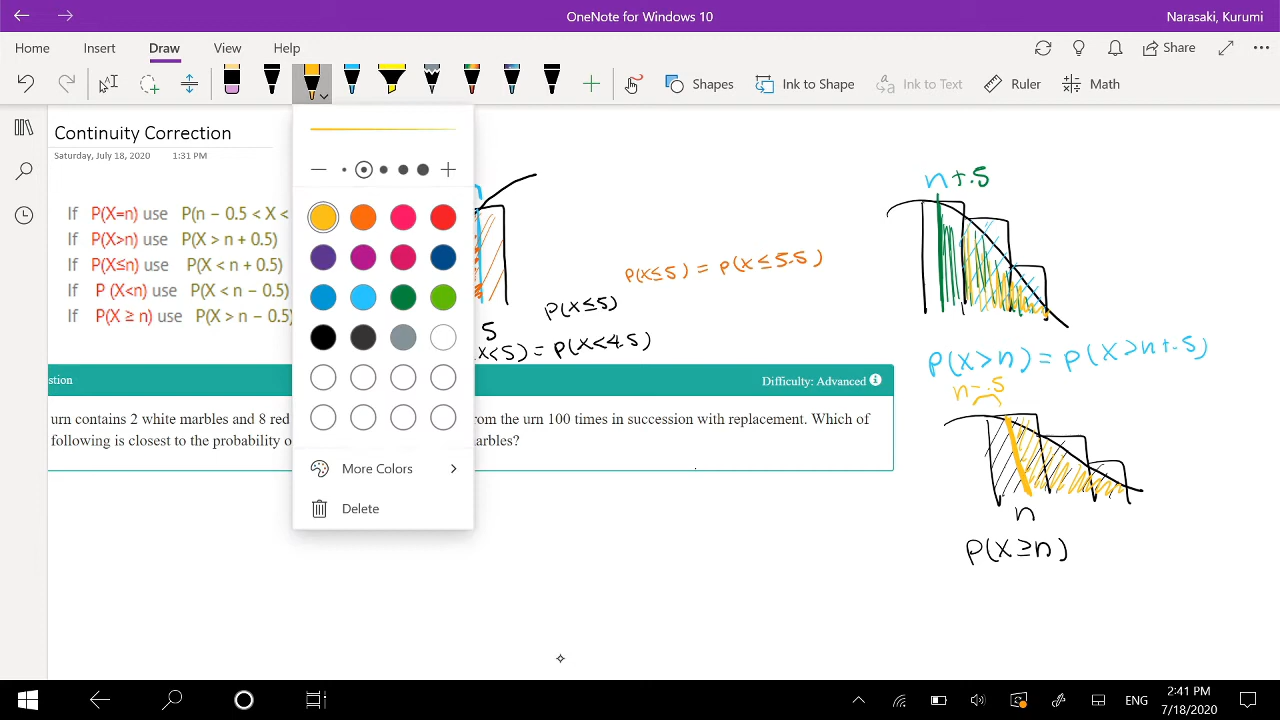 OneNote for Windows 10
Narasaki, Kurumi
Home Insert Draw View Help
Share
Shapes Ink to Shape Ink to Text Ruler Math
Continuity Correction
Saturday, July 18, 2020 1:31 PM
If P(X=n) use P(n − 0.5 < X <
If P(X>n) use P(X > n + 0.5)
If P(X≤n) use P(X < n + 0.5)
If P (X<n) use P(X < n − 0.5)
If P(X ≥ n) use P(X > n − 0.5)
More Colors
Delete
5
P(X≤5)
X<5) = P(X<4.5)
P(X≤5) = P(X≤5.5)
n+.5
P(X>n) = P(X>n+.5)
n-.5
n
P(X≥n)
stion
Difficulty: Advanced
urn contains 2 white marbles and 8 red
rom the urn 100 times in succession with replacement. Which of
following is closest to the probability o
arbles?
ENG
2:41 PM
7/18/2020